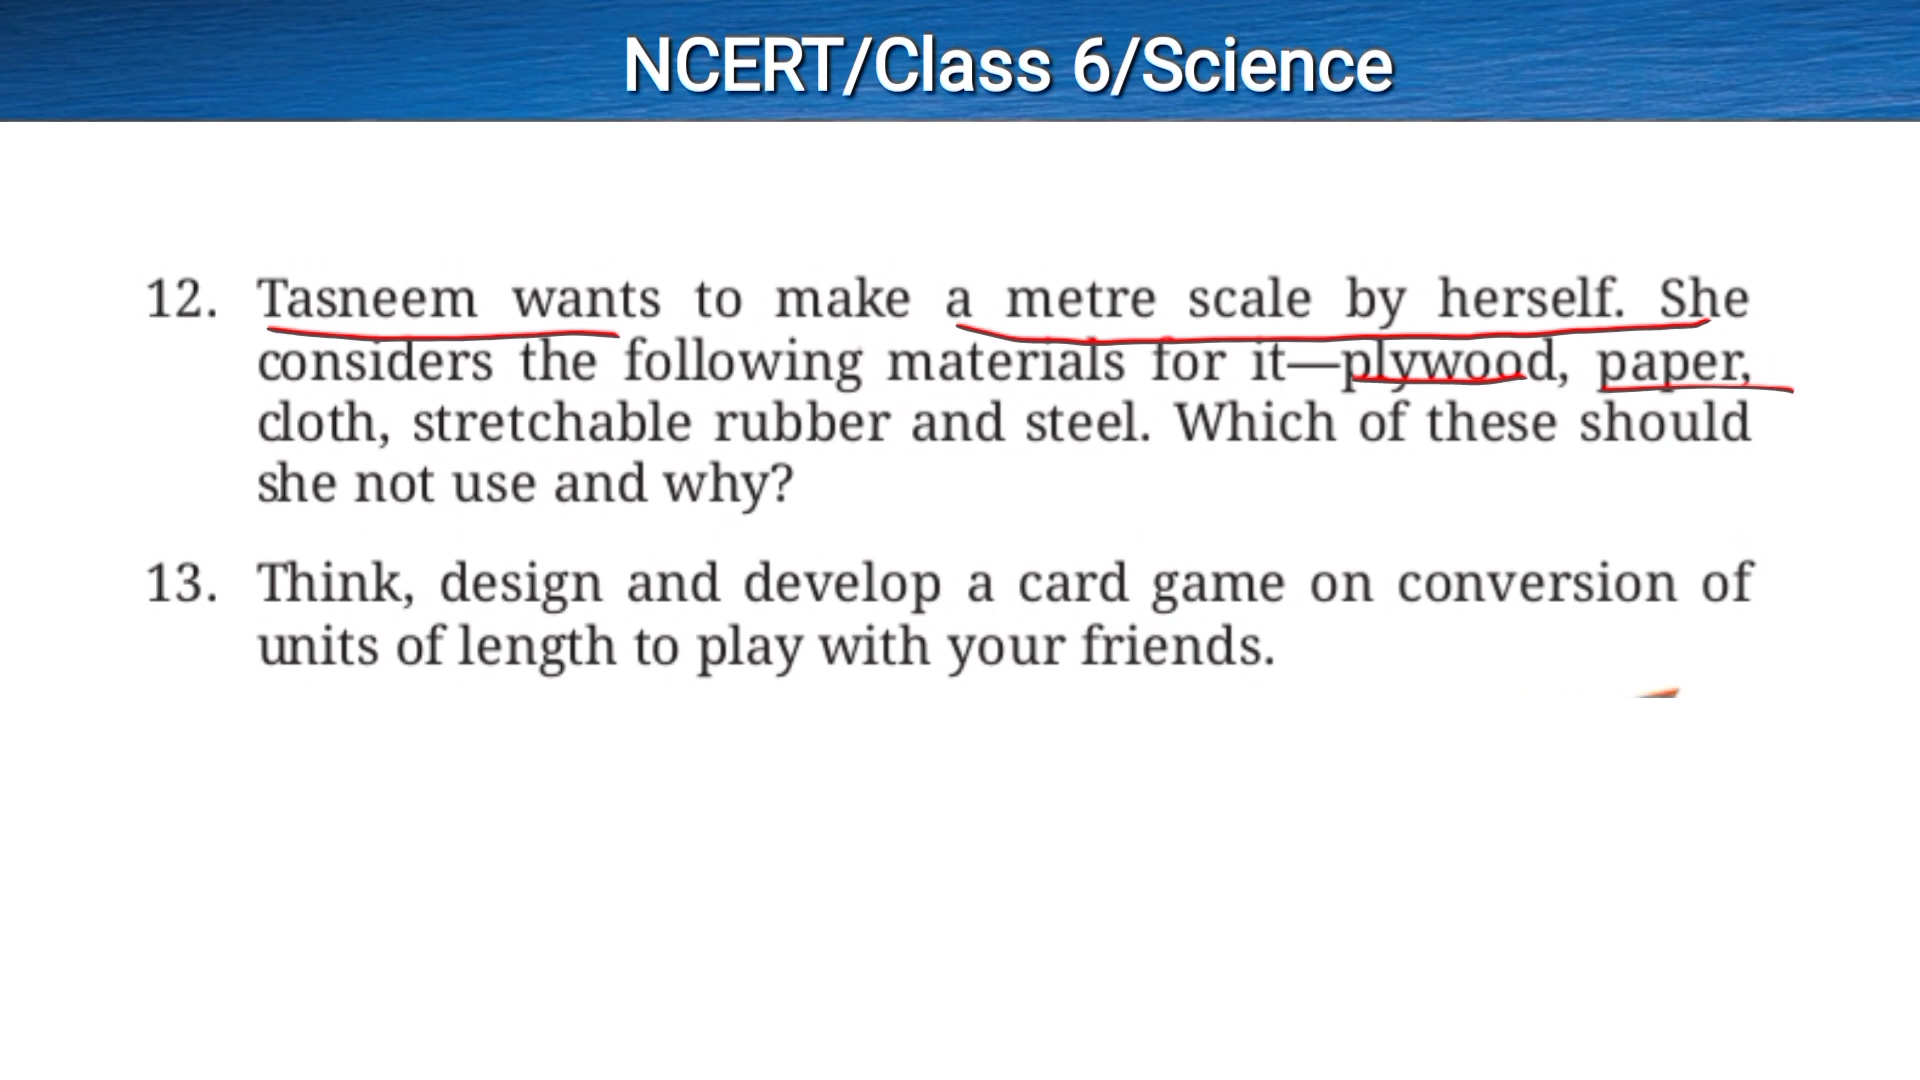 NCERT/Class 6/Science
12. Tasneem wants to make a metre scale by herself. She
considers the following materials for it—plywood, paper,
cloth, stretchable rubber and steel. Which of these should
she not use and why?
13. Think, design and develop a card game on conversion of
units of length to play with your friends.